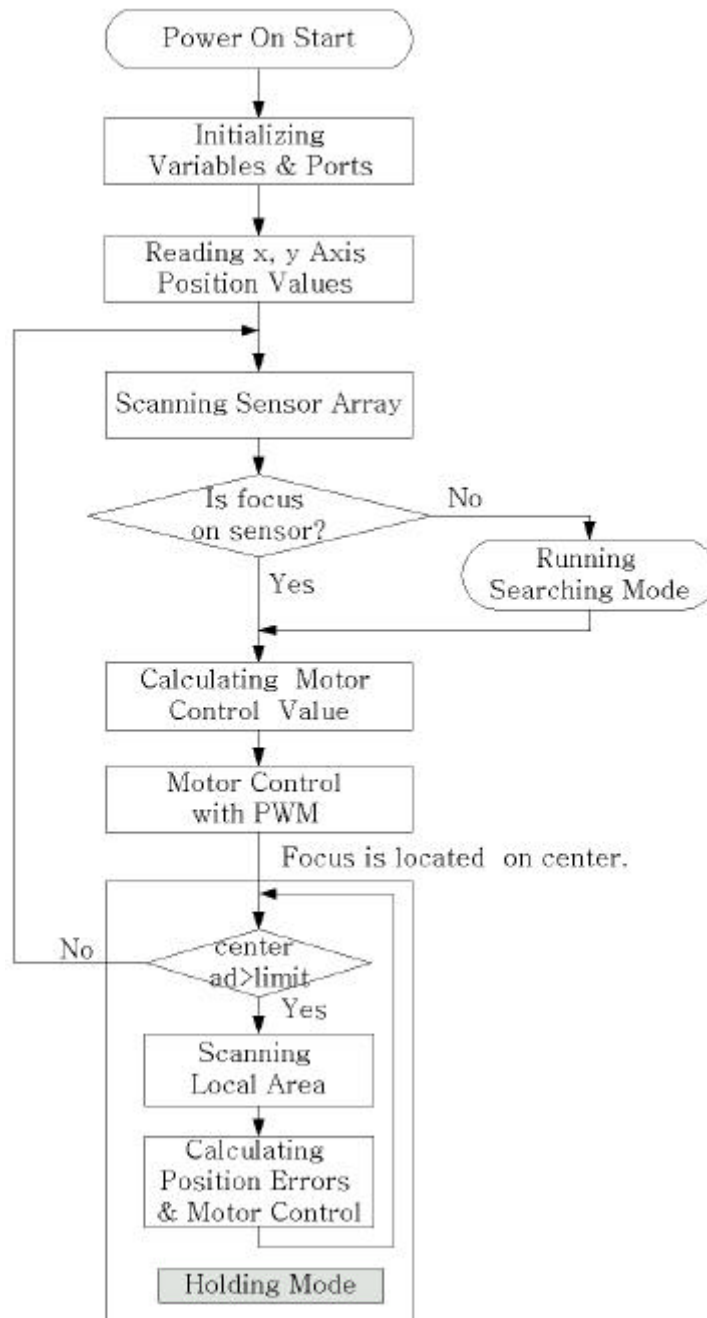 Power On Start
Initializing
Variables & Ports
Reading x, y Axis
Position Values
Scanning Sensor Array
Is focus
on sensor?
No
Running
Searching Mode
Yes
Calculating Motor
Control Value
Motor Control
with PWM
Focus is located on center.
No
center
ad>limit
Yes
Scanning
Local Area
Calculating
Position Errors
& Motor Control
Holding Mode